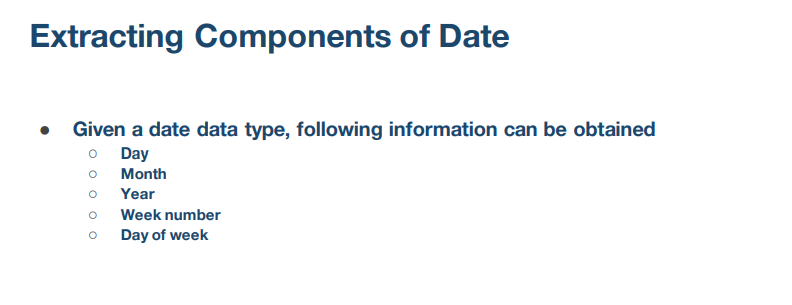 Extracting Components of Date
● Given a date data type, following information can be obtained
○ Day
○ Month
○ Year
○ Week number
○ Day of week